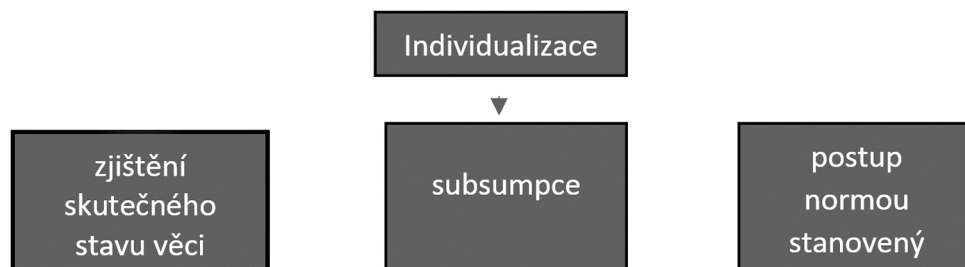 Individualizace
zjištění
skutečného
stavu věci
subsumpce
postup
normou
stanovený